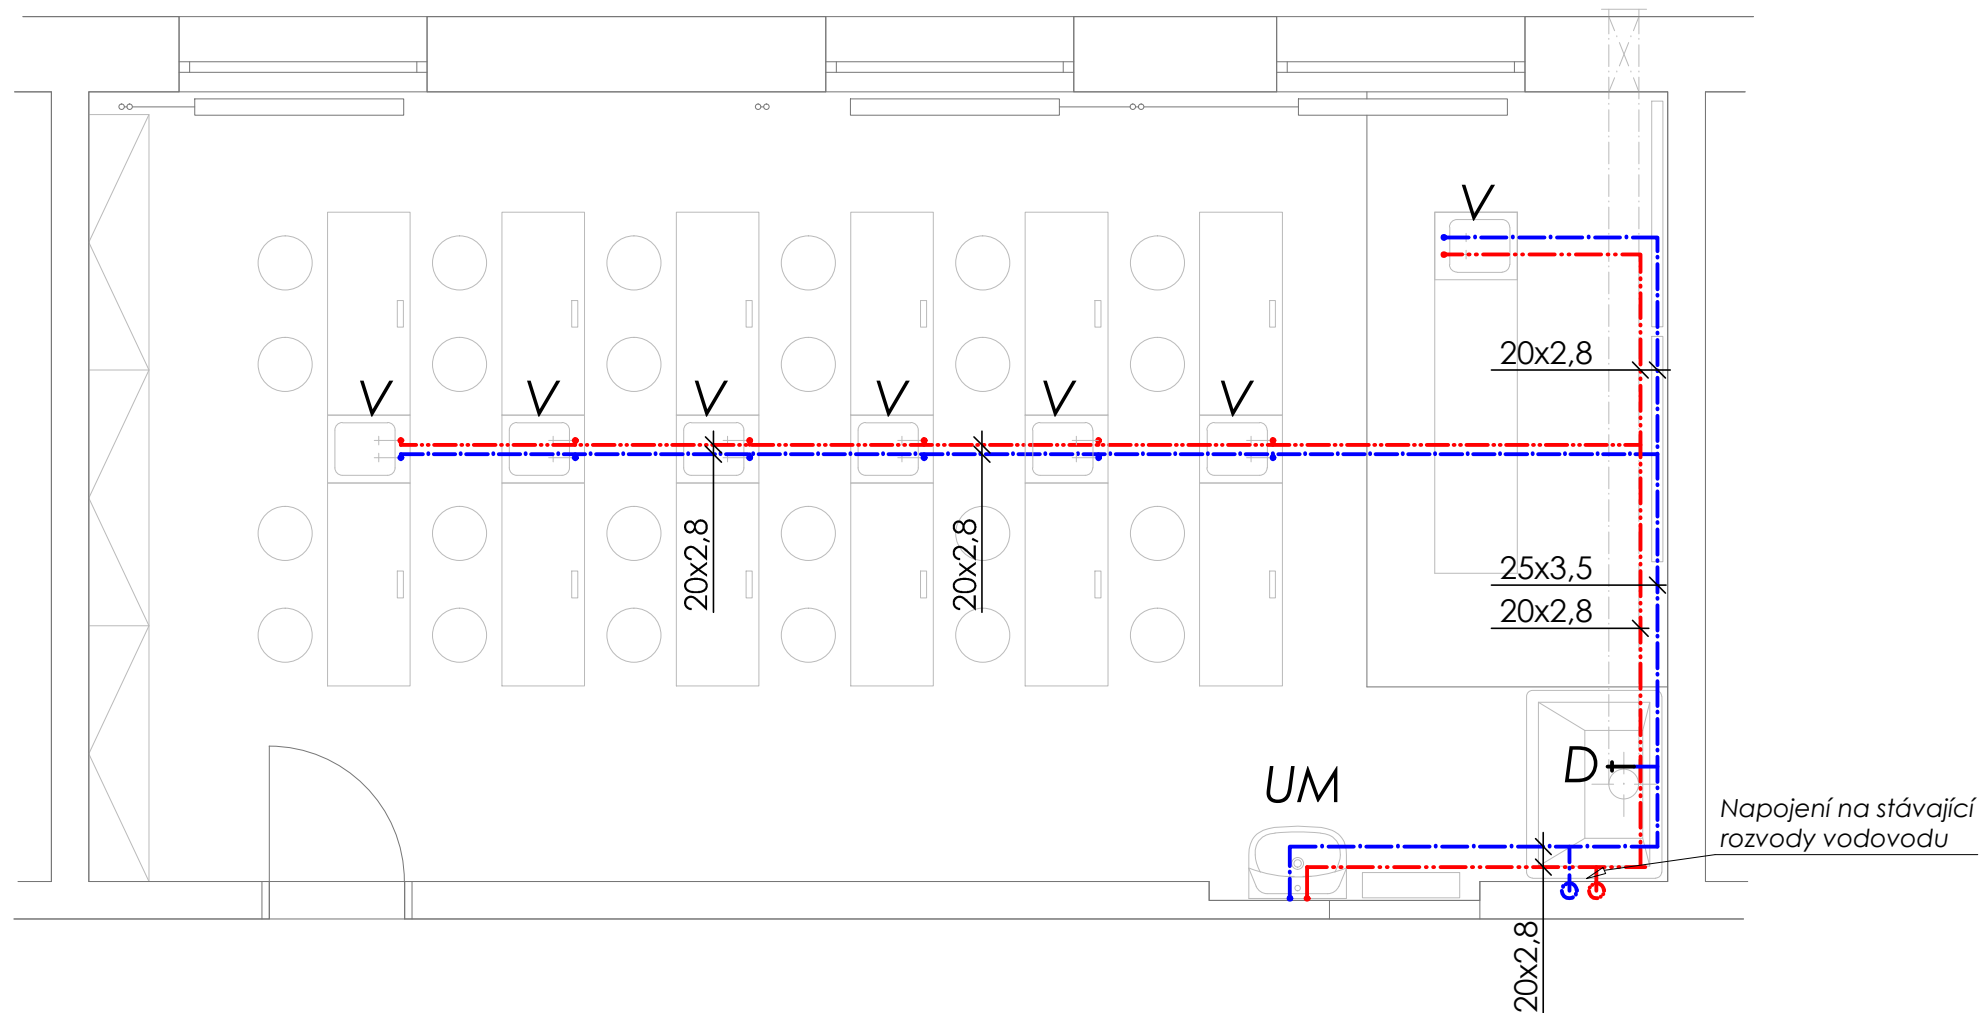 V
20x2,8
V
V
V
V
V
V
20x2,8
20x2,8
25x3,5
20x2,8
UM
D
Napojení na stávající
rozvody vodovodu
20x2,8